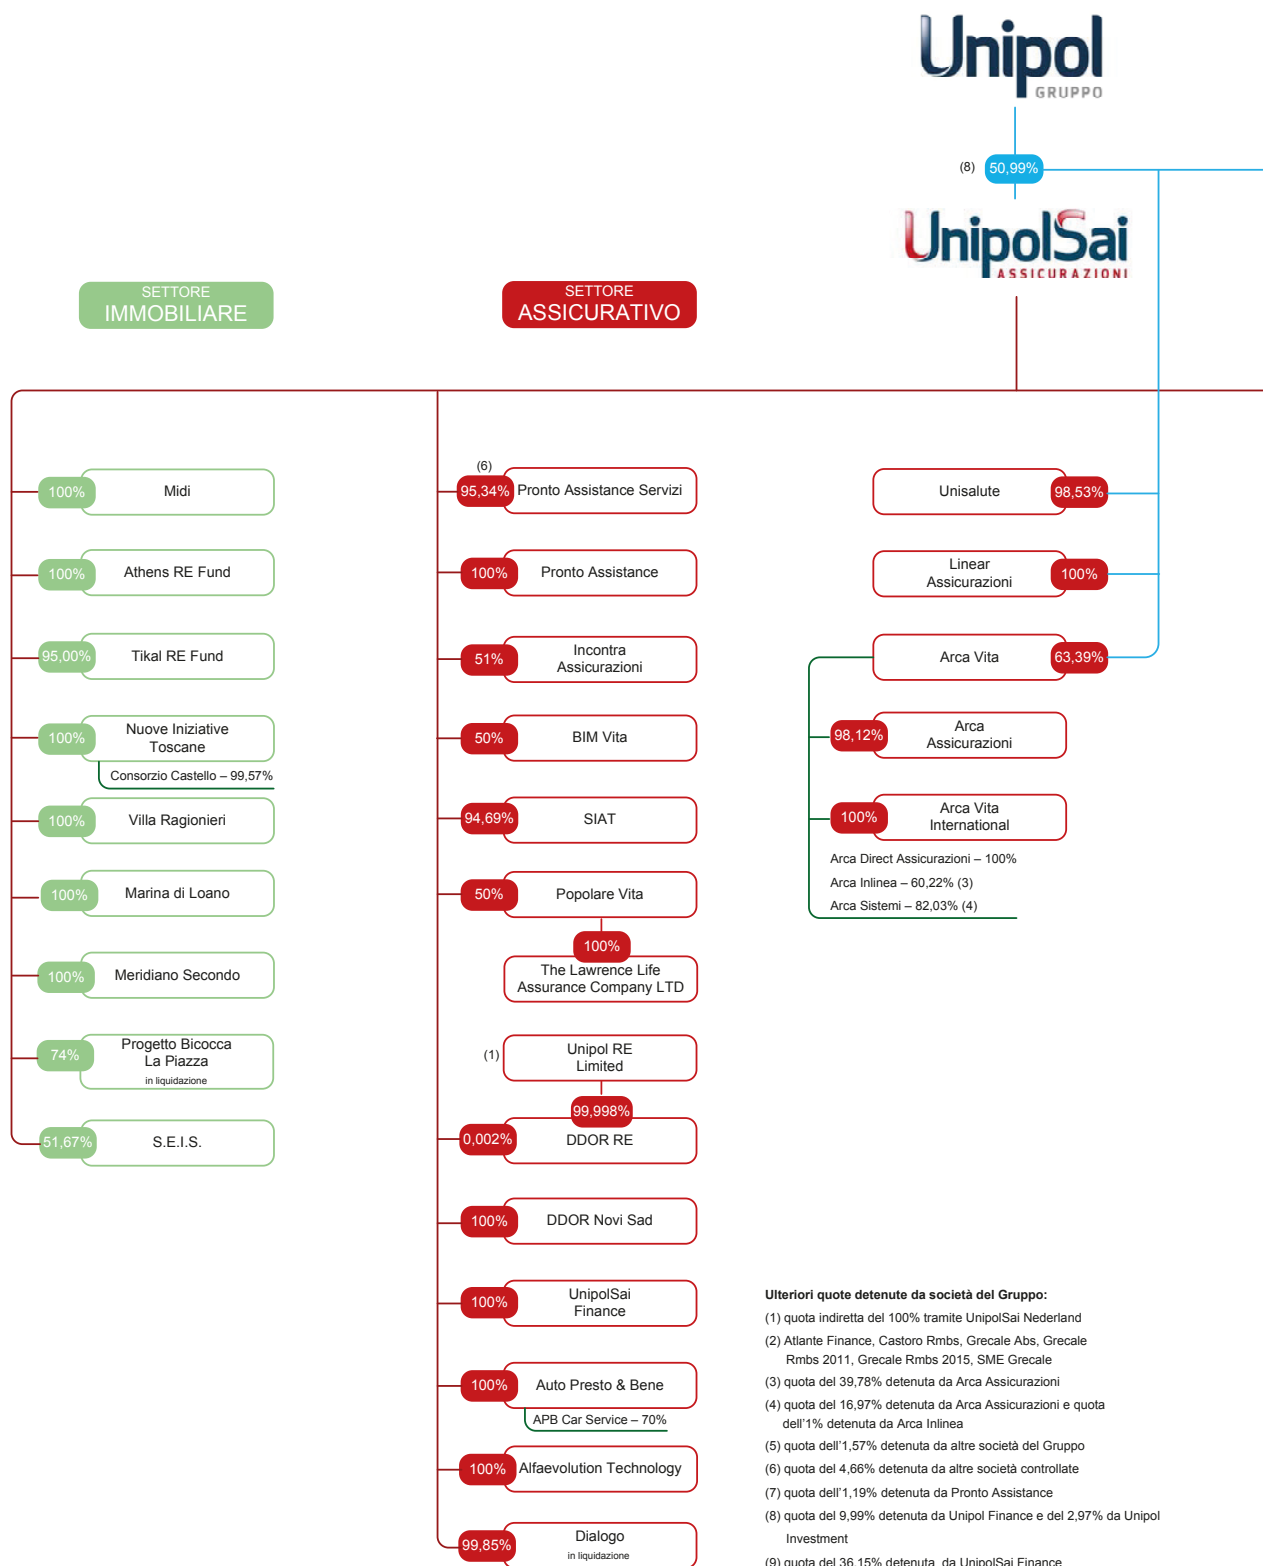 Unipol
GRUPPO
(8) 50,99%
UnipolSai
ASSICURAZIONI
SETTORE
IMMOBILIARE
100% Midi
100% Athens RE Fund
95,00% Tikal RE Fund
100% Nuove Iniziative
Toscane
Consorzio Castello – 99,57%
100% Villa Ragionieri
100% Marina di Loano
100% Meridiano Secondo
74% Progetto Bicocca
La Piazza
in liquidazione
51,67% S.E.I.S.
SETTORE
ASSICURATIVO
(6)
95,34% Pronto Assistance Servizi
100% Pronto Assistance
51% Incontra
Assicurazioni
50% BIM Vita
94,69% SIAT
50% Popolare Vita
100%
The Lawrence Life
Assurance Company LTD
(1) Unipol RE
Limited
99,998%
0,002% DDOR RE
100% DDOR Novi Sad
100% UnipolSai
Finance
100% Auto Presto & Bene
APB Car Service – 70%
100% Alfaevolution Technology
99,85% Dialogo
in liquidazione
Unisalute 98,53%
Linear
Assicurazioni 100%
Arca Vita 63,39%
98,12% Arca
Assicurazioni
100% Arca Vita
International
Arca Direct Assicurazioni – 100%
Arca Inlinea – 60,22% (3)
Arca Sistemi – 82,03% (4)
Ulteriori quote detenute da società del Gruppo:
(1) quota indiretta del 100% tramite UnipolSai Nederland
(2) Atlante Finance, Castoro Rmbs, Grecale Abs, Grecale
Rmbs 2011, Grecale Rmbs 2015, SME Grecale
(3) quota del 39,78% detenuta da Arca Assicurazioni
(4) quota del 16,97% detenuta da Arca Assicurazioni e quota
dell'1% detenuta da Arca Inlinea
(5) quota dell'1,57% detenuta da altre società del Gruppo
(6) quota del 4,66% detenuta da altre società controllate
(7) quota dell'1,19% detenuta da Pronto Assistance
(8) quota del 9,99% detenuta da Unipol Finance e del 2,97% da Unipol
Investment
(9) quota del 36,15% detenuta da UnipolSai Finance